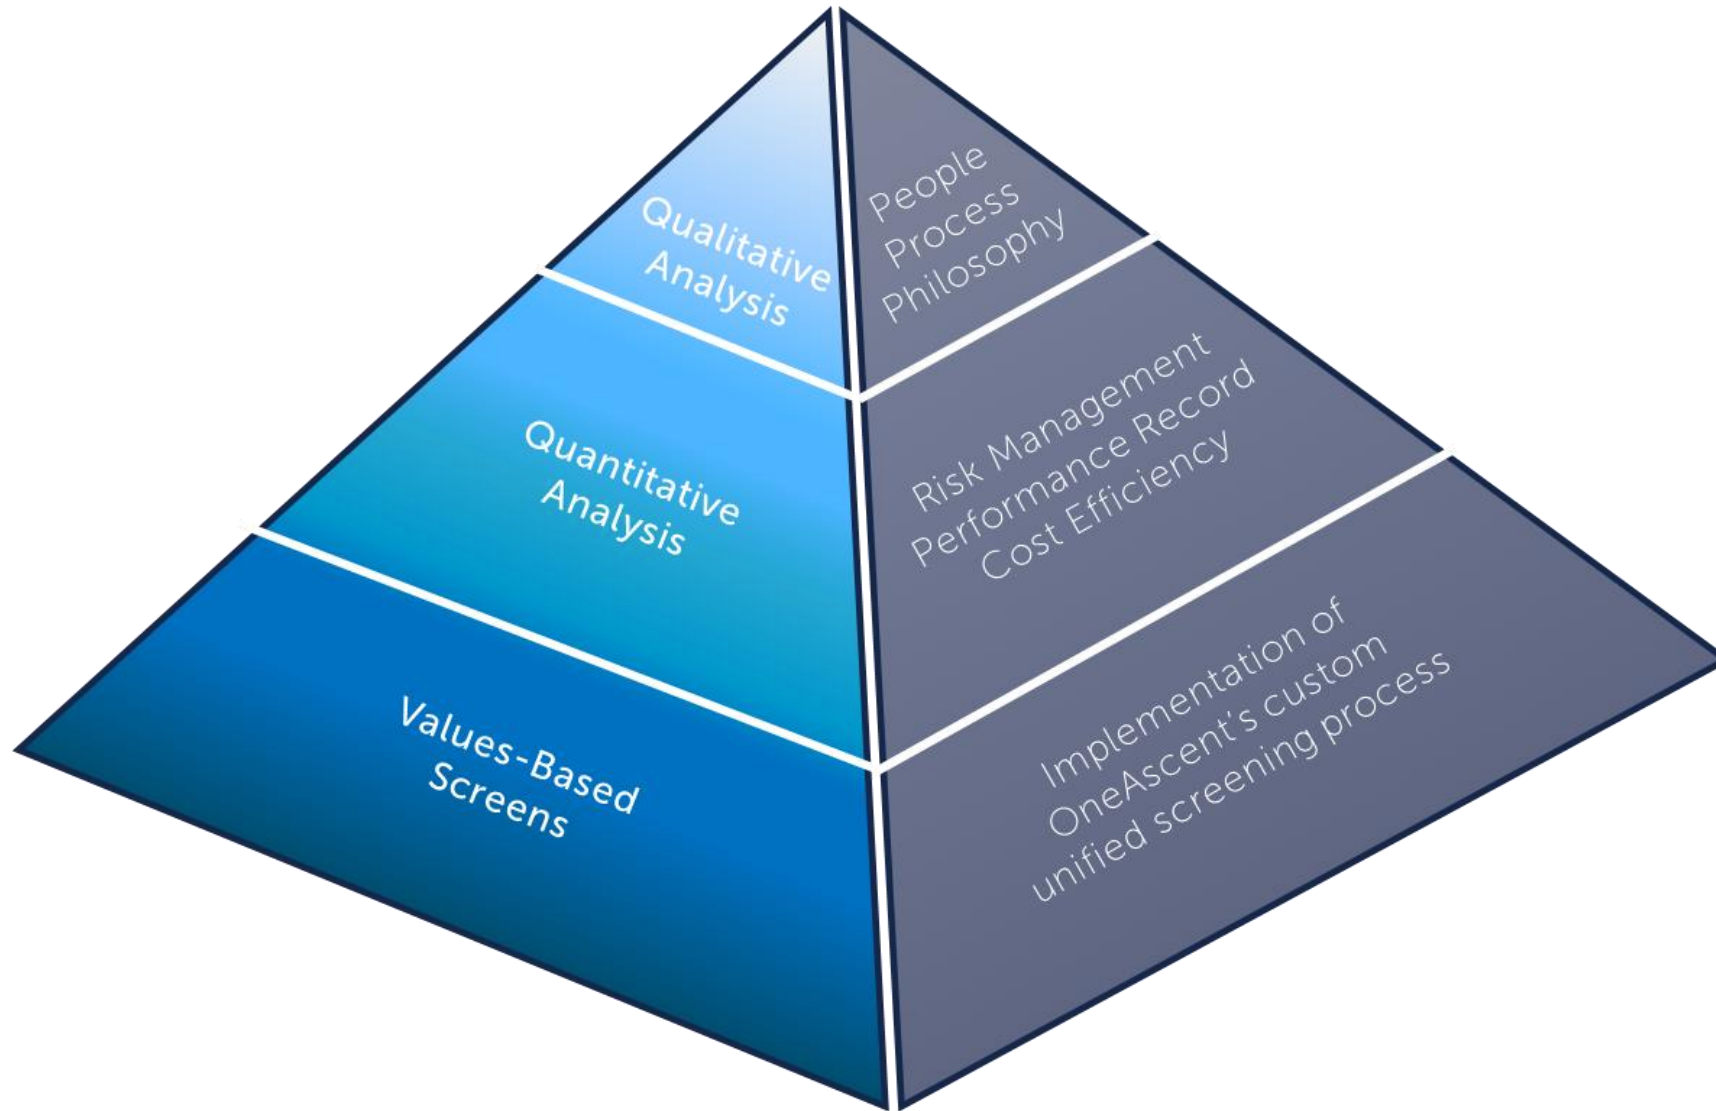 Qualitative
Analysis
People
Process
Philosophy
Quantitative
Analysis
Risk Management
Performance Record
Cost Efficiency
Values-Based
Screens
Implementation of
OneAscent's custom
unified screening process